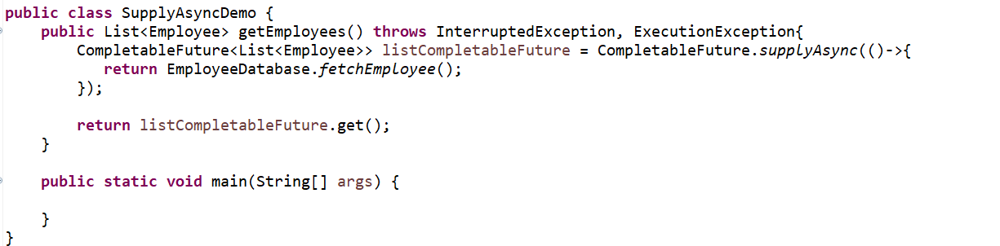 public class SupplyAsyncDemo {
public List<Employee> getEmployees() throws InterruptedException, ExecutionException{
CompletableFuture<List<Employee>> listCompletableFuture = CompletableFuture.supplyAsync(()->{
return EmployeeDatabase.fetchEmployee();
});
return listCompletableFuture.get();
}
public static void main(String[] args) {
}
}